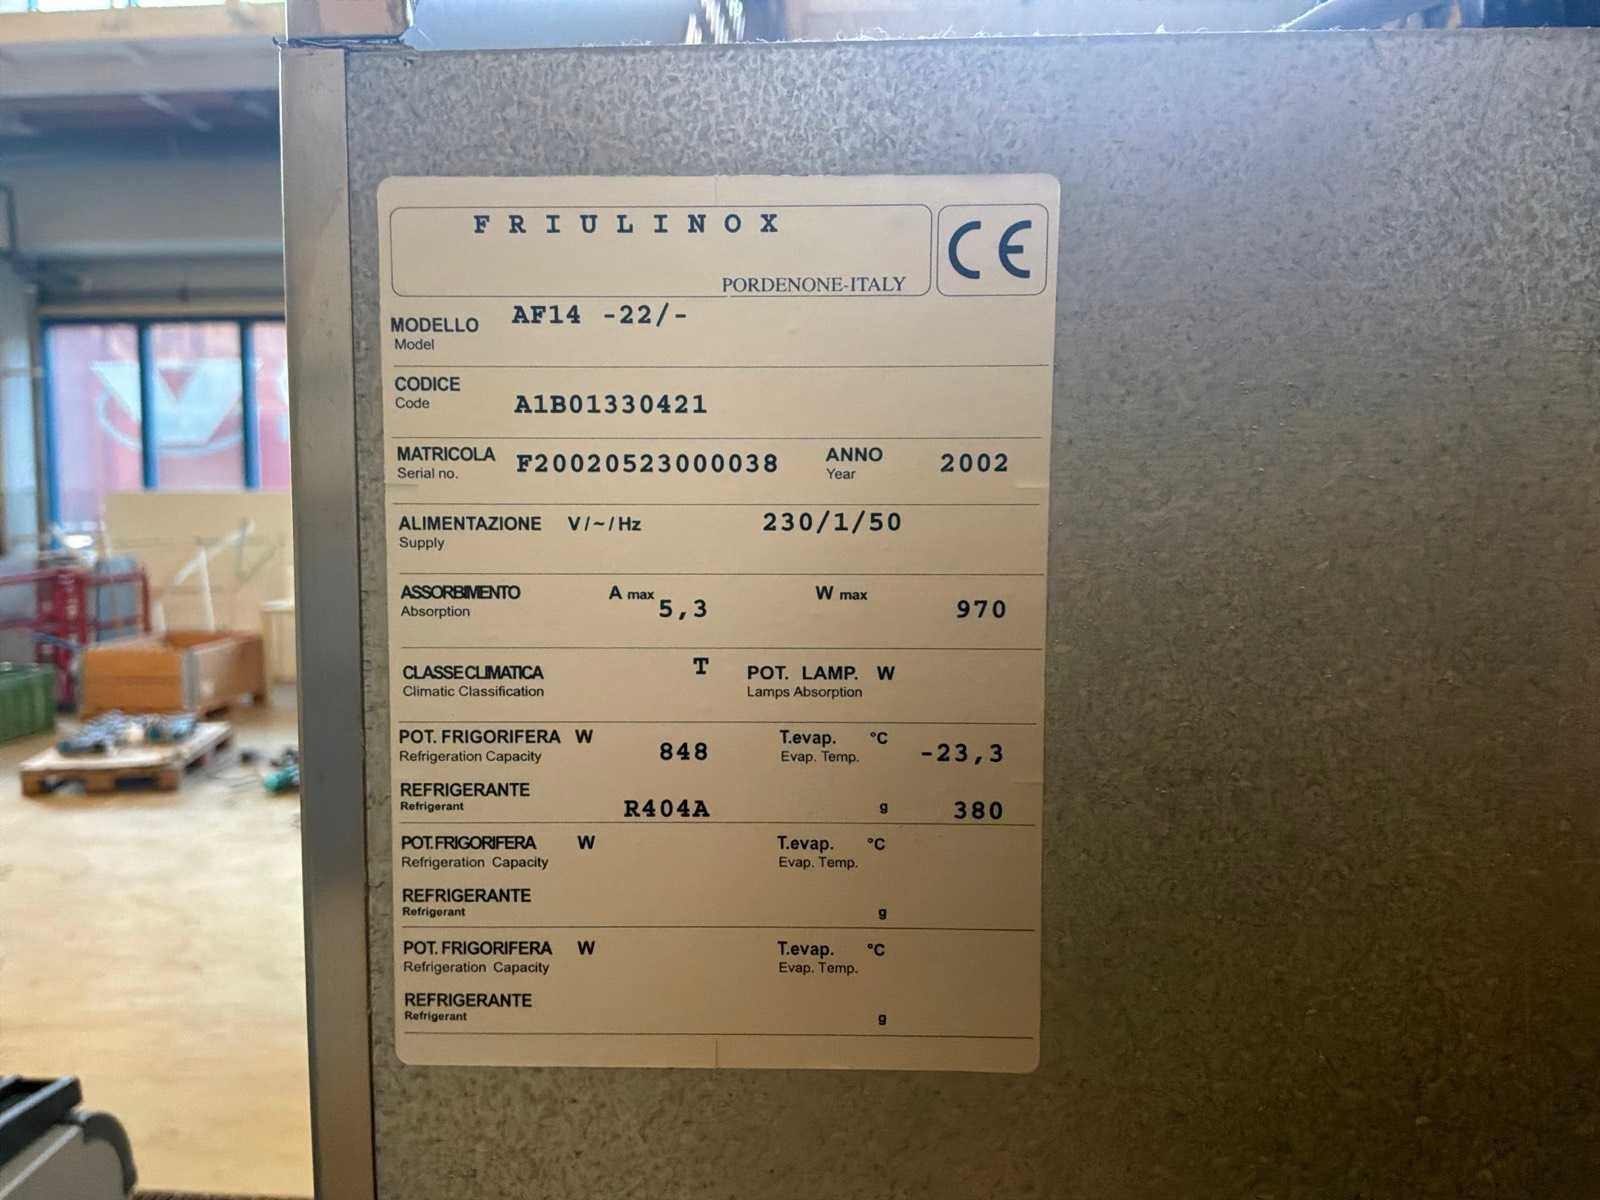 FRIULINOX
CE
PORDENONE-ITALY
MODELLO AF14 -22/-
Model
CODICE
Code A1B01330421
MATRICOLA F20020523000038 ANNO 2002
Serial no. Year
ALIMENTAZIONE V/~/Hz 230/1/50
Supply
ASSORBIMENTO A max 5,3 W max 970
Absorption
CLASSE CLIMATICA T POT. LAMP. W
Climatic Classification Lamps Absorption
POT. FRIGORIFERA W 848 T.evap. °C -23,3
Refrigeration Capacity Evap. Temp.
REFRIGERANTE
Refrigerant R404A g 380
POT. FRIGORIFERA W T.evap. °C
Refrigeration Capacity Evap. Temp.
REFRIGERANTE
Refrigerant g
POT. FRIGORIFERA W T.evap. °C
Refrigeration Capacity Evap. Temp.
REFRIGERANTE
Refrigerant g